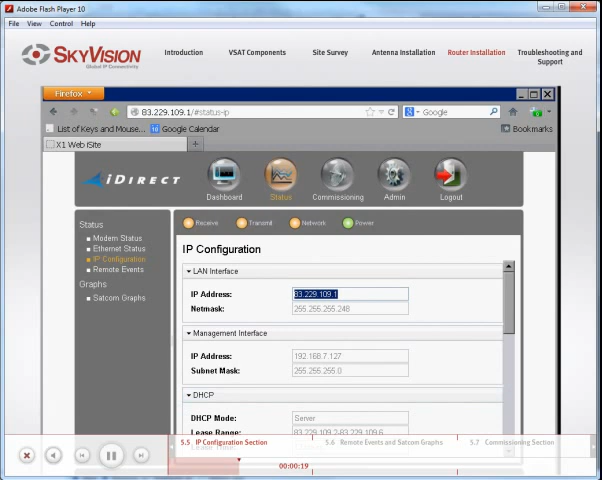 Adobe Flash Player 10
File View Control Help
SKYVISION
Global IP Connectivity
Introduction
VSAT Components
Site Survey
Antenna Installation
Router Installation
Troubleshooting and
Support
Firefox
83.229.109.1/#status-ip
Google
List of Keys and Mouse...
Google Calendar
Bookmarks
X1 Web iSite
iDIRECT
Dashboard
Status
Commissioning
Admin
Logout
Status
Modem Status
Ethernet Status
IP Configuration
Remote Events
Graphs
Satcom Graphs
Receive
Transmit
Network
Power
IP Configuration
LAN Interface
IP Address: 83.229.109.1
Netmask: 255.255.255.248
Management Interface
IP Address: 192.168.7.127
Subnet Mask: 255.255.255.0
DHCP
DHCP Mode: Server
Lease Range: 83.229.109.2-83.229.109.6
Lease Time:
5.5 IP Configuration Section
5.6 Remote Events and Satcom Graphs
5.7 Commissioning Section
00:00:19